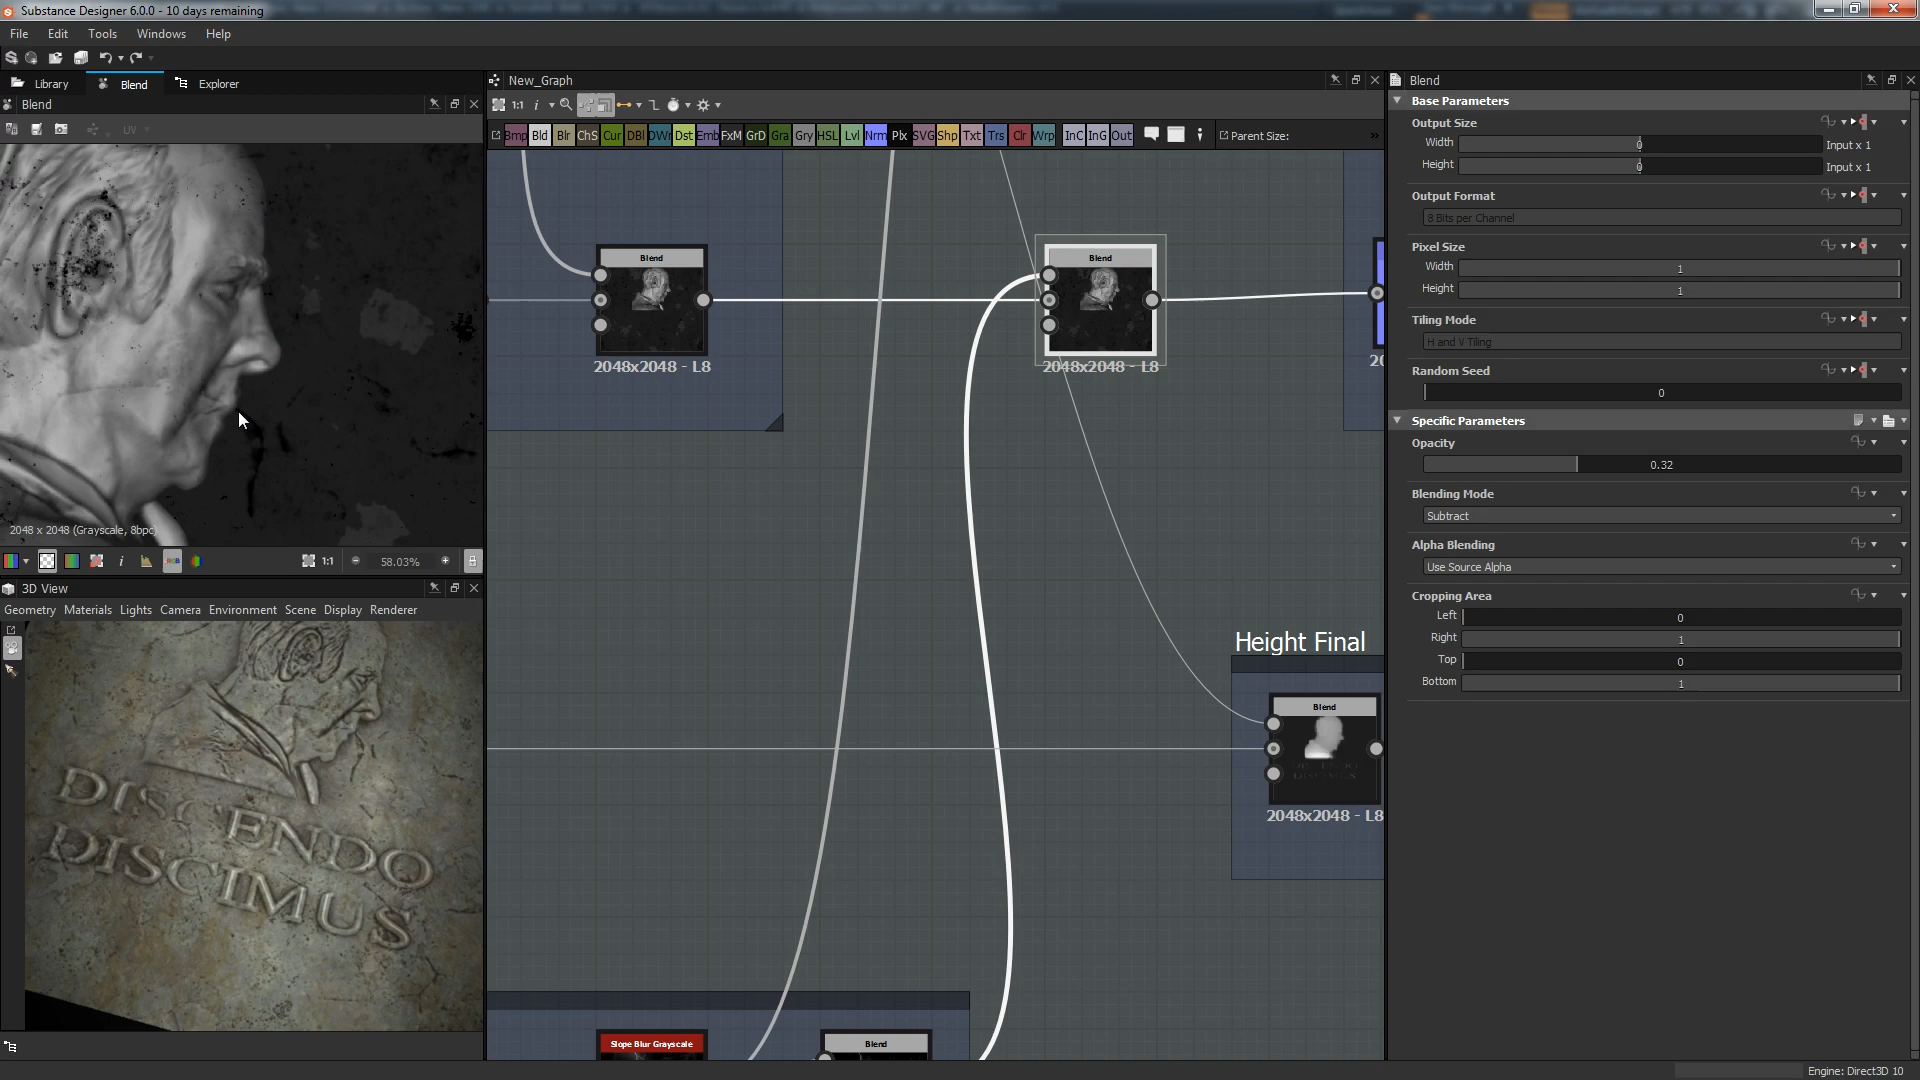 Substance Designer 6.0.0 - 10 days remaining
File Edit Tools Windows Help
Library Blend Explorer
Blend
UV
2048 x 2048 (Grayscale, 8bpc)
1:1 58.03%
3D View
Geometry Materials Lights Camera Environment Scene Display Renderer
DISCENDO
DISCIMUS
New_Graph
1:1
Bmp Bld Blr ChS Cur DBl DWr Dst Emb FxM GrD Gra Gry HSL Lvl Nrm Plx SVG Shp Txt Trs Clr Wrp InC InG Out Parent Size:
Blend
2048x2048 - L8
Blend
2048x2048 - L8
Height Final
Blend
2048x2048 - L8
Slope Blur Grayscale
Blend
Blend
Base Parameters
Output Size
Width 0 Input x 1
Height 0 Input x 1
Output Format
8 Bits per Channel
Pixel Size
Width 1
Height 1
Tiling Mode
H and V Tiling
Random Seed
0
Specific Parameters
Opacity
0.32
Blending Mode
Subtract
Alpha Blending
Use Source Alpha
Cropping Area
Left 0
Right 1
Top 0
Bottom 1
Engine: Direct3D 10